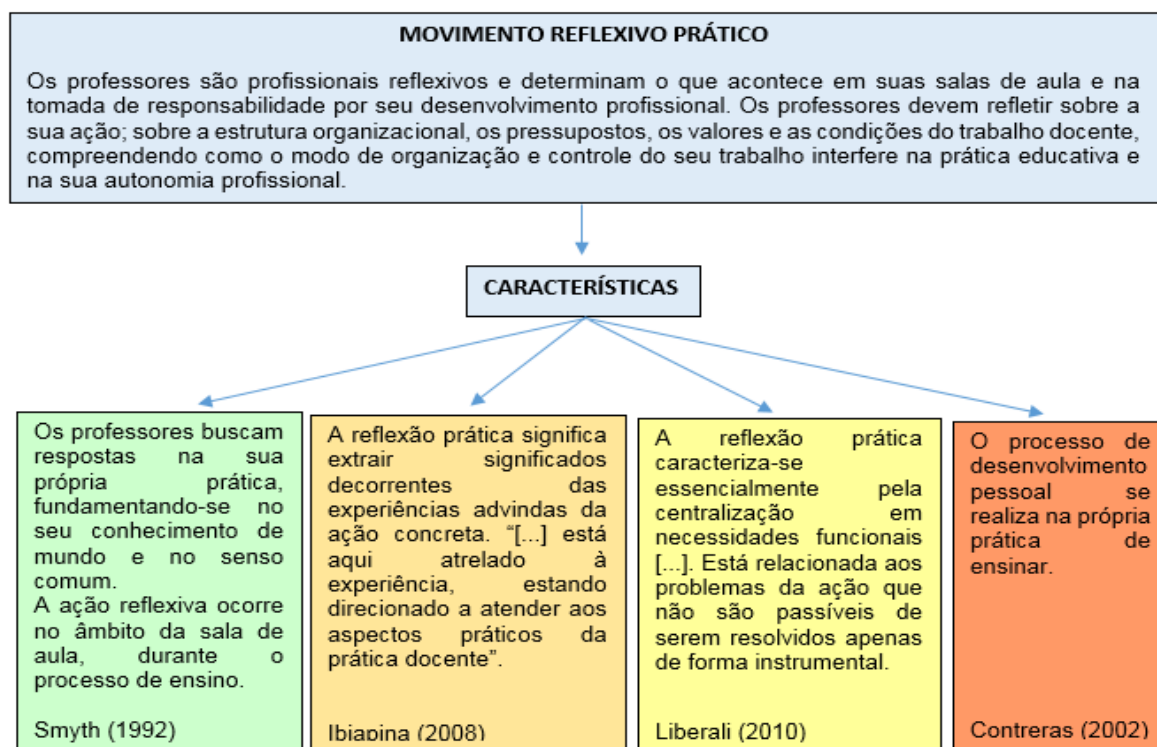 MOVIMENTO REFLEXIVO PRÁTICO
Os professores são profissionais reflexivos e determinam o que acontece em suas salas de aula e na
tomada de responsabilidade por seu desenvolvimento profissional. Os professores devem refletir sobre a
sua ação; sobre a estrutura organizacional, os pressupostos, os valores e as condições do trabalho docente,
compreendendo como o modo de organização e controle do seu trabalho interfere na prática educativa e
na sua autonomia profissional.
CARACTERÍSTICAS
Os professores buscam
respostas na sua
própria prática,
fundamentando-se no
seu conhecimento de
mundo e no senso
comum.
A ação reflexiva ocorre
no âmbito da sala de
aula, durante o
processo de ensino.
Smyth (1992)
A reflexão prática significa
extrair significados
decorrentes das
experiências advindas da
ação concreta. “[...] está
aqui atrelado à
experiência, estando
direcionado a atender aos
aspectos práticos da
prática docente”.
Ibiapina (2008)
A reflexão prática
caracteriza-se
essencialmente pela
centralização em
necessidades funcionais
[...]. Está relacionada aos
problemas da ação que
não são passíveis de
serem resolvidos apenas
de forma instrumental.
Liberali (2010)
O processo de
desenvolvimento
pessoal se
realiza na própria
prática de
ensinar.
Contreras (2002)